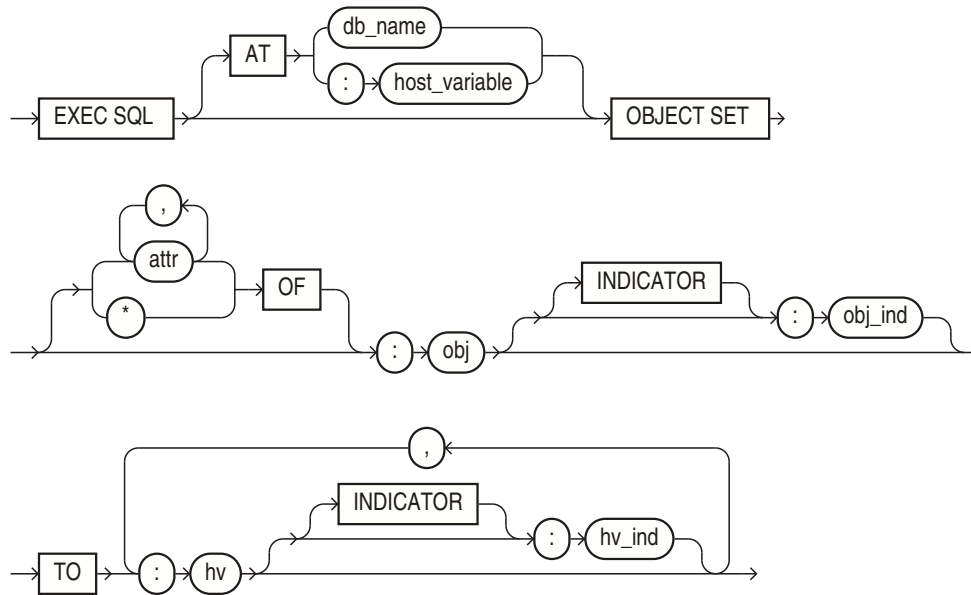 db_name
AT
: host_variable
EXEC SQL OBJECT SET
,
attr
* OF INDICATOR
: obj : obj_ind
,
INDICATOR
TO : hv : hv_ind